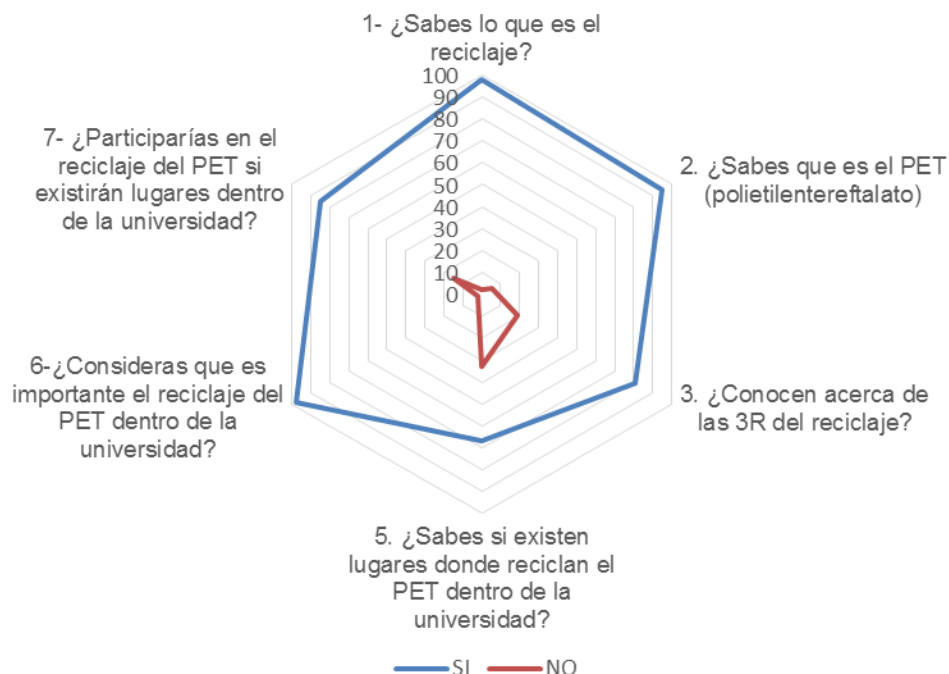 1- ¿Sabes lo que es el
reciclaje?
100
90
80
70
60
50
40
30
20
10
0
2. ¿Sabes que es el PET
(polietilentereftalato)
3. ¿Conocen acerca de
las 3R del reciclaje?
5. ¿Sabes si existen
lugares donde reciclan el
PET dentro de la
universidad?
6-¿Consideras que es
importante el reciclaje del
PET dentro de la
universidad?
7- ¿Participarías en el
reciclaje del PET si
existirán lugares dentro
de la universidad?
SI
NO